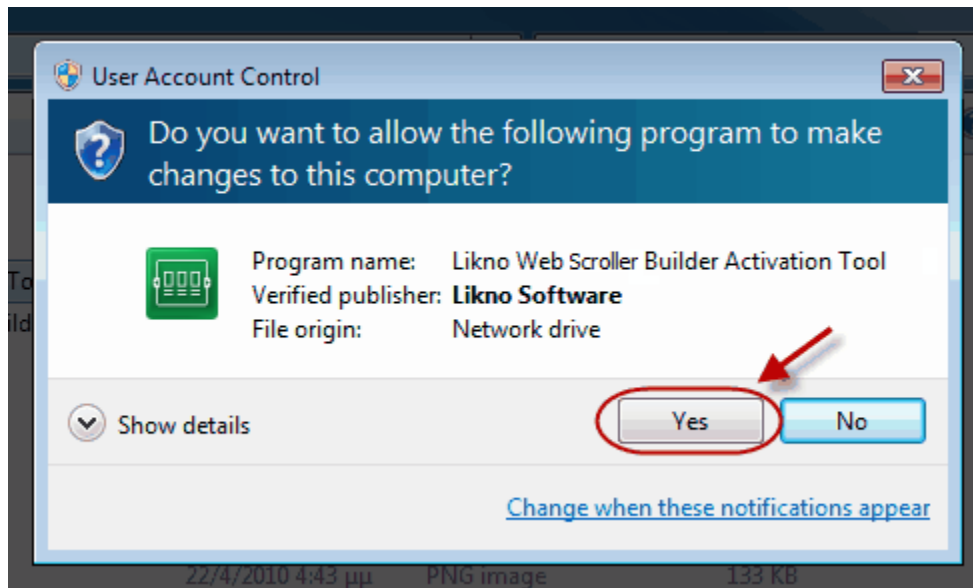 User Account Control
Do you want to allow the following program to make
changes to this computer?
Program name: Likno Web Scroller Builder Activation Tool
Verified publisher: Likno Software
File origin: Network drive
To
ild
Show details
Yes No
Change when these notifications appear
22/4/2010 4:43 μμ PNG image 133 KB